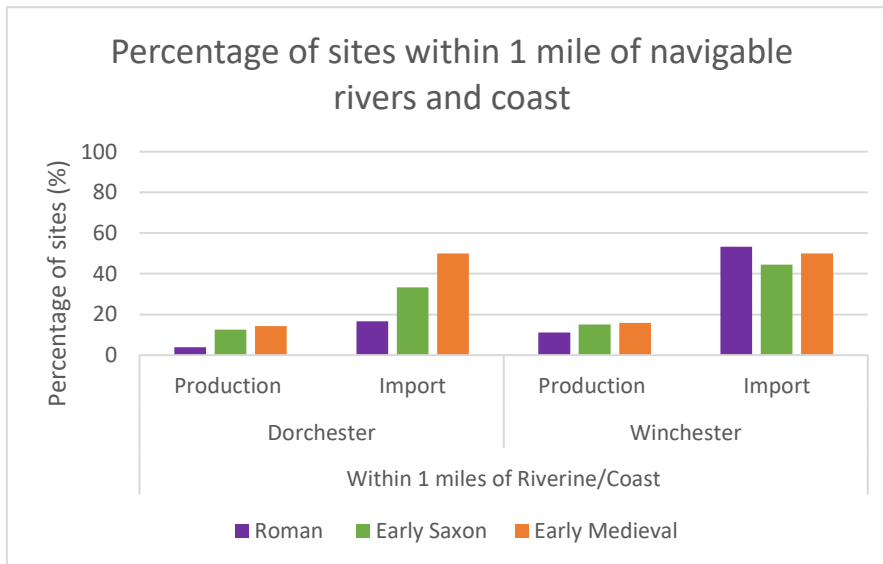 Percentage of sites within 1 mile of navigable
rivers and coast
Percentage of sites (%)
100
80
60
40
20
0
Production
Import
Production
Import
Dorchester
Winchester
Within 1 miles of Riverine/Coast
Roman
Early Saxon
Early Medieval